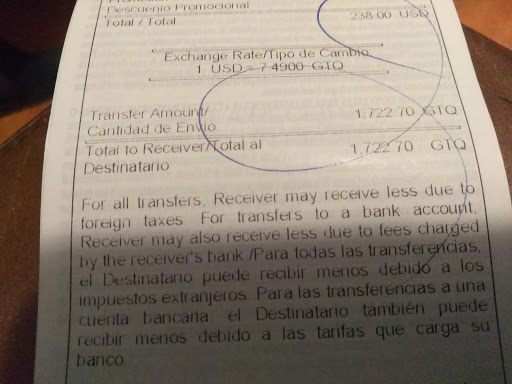 Descuento Promocional
Total / Total 238.00 USD
Exchange Rate/Tipo de Cambio
1 USD = 7.4900 GTQ
Transfer Amount/ 1,722.70 GTQ
Cantidad de Envio
Total to Receiver/Total al 1,722.70 GTQ
Destinatario
For all transfers, Receiver may receive less due to
foreign taxes. For transfers to a bank account,
Receiver may also receive less due to fees charged
by the receiver's bank./Para todas las transferencias,
el Destinatario puede recibir menos debido a los
impuestos extranjeros. Para las transferencias a una
cuenta bancaria, el Destinatario también puede
recibir menos debido a las tarifas que carga su
banco.